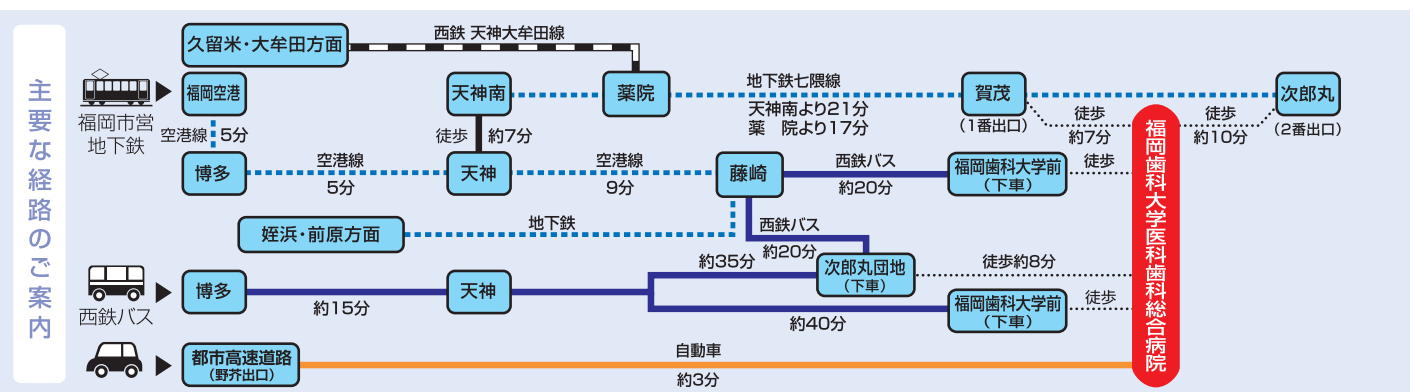 主要な経路のご案内
久留米・大牟田方面
西鉄 天神大牟田線
福岡市営
地下鉄
福岡空港
天神南
薬院
地下鉄七隈線
天神南より21分
薬　院より17分
賀茂
(1番出口)
次郎丸
(2番出口)
徒歩
約7分
徒歩
約10分
空港線
5分
徒歩
約7分
博多
空港線
5分
天神
空港線
9分
藤崎
西鉄バス
約20分
福岡歯科大学前
(下車)
徒歩
姪浜・前原方面
地下鉄
西鉄バス
約20分
西鉄バス
博多
約15分
天神
約35分
次郎丸団地
(下車)
徒歩約8分
約40分
福岡歯科大学前
(下車)
徒歩
都市高速道路
(野芥出口)
自動車
約3分
福岡歯科大学医科歯科総合病院